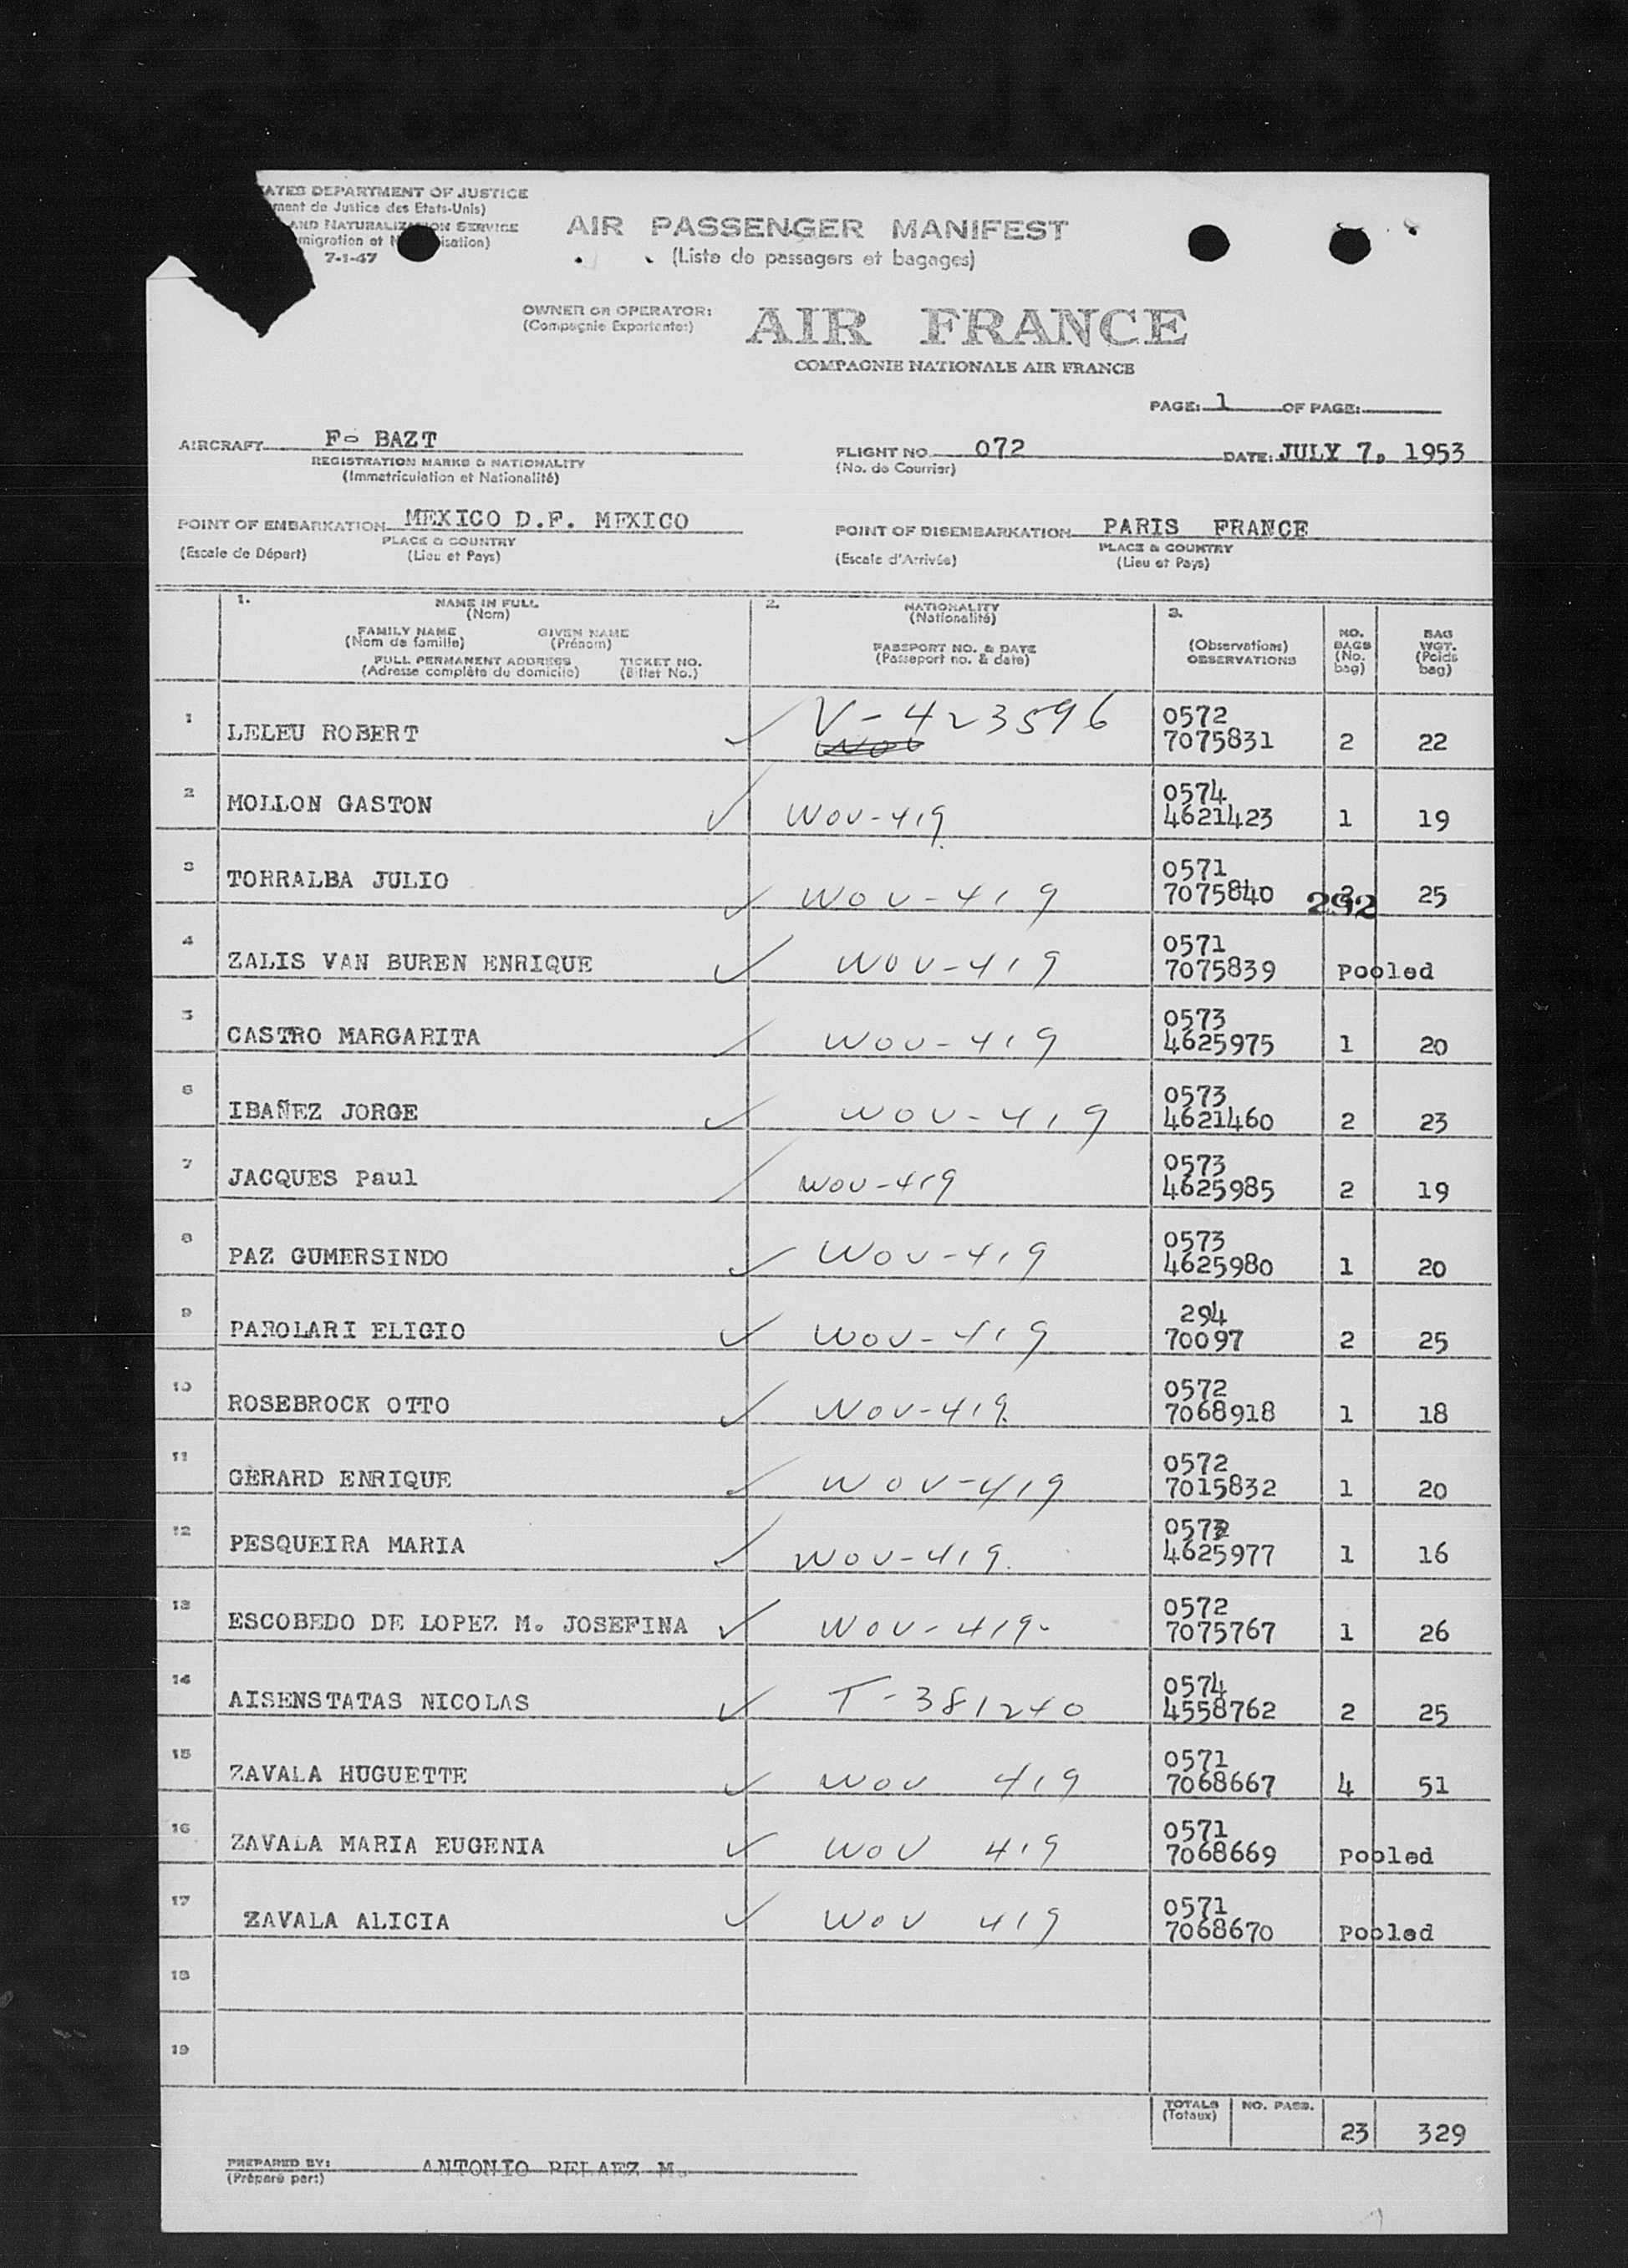 ATES DEPARTMENT OF JUSTICE
ment de Justice des Etats-Unis)
AND NATURALIZATION SERVICE
7-1-47
AIR PASSENGER MANIFEST
(Liste de passagers et bagages)
OWNER OR OPERATOR:
(Compagnie Exportante:)
AIR FRANCE
COMPAGNIE NATIONALE AIR FRANCE
PAGE: 1 OF PAGE:
AIRCRAFT F- BAZT
REGISTRATION MARKS & NATIONALITY
(Immatriculation et Nationalité)
FLIGHT NO. 072
(No. de Courrier)
DATE: JULY 7, 1953
POINT OF EMBARKATION MEXICO D.F. MEXICO
PLACE & COUNTRY
(Escale de Départ) (Lieu et Pays)
POINT OF DISEMBARKATION PARIS FRANCE
PLACE & COUNTRY
(Escale d'Arrivée) (Lieu et Pays)
1. NAME IN FULL
(Nom)
FAMILY NAME GIVEN NAME
(Nom de famille) (Prénom)
FULL PERMANENT ADDRESS TICKET NO.
(Adresse complète du domicile) (Billet No.)
2. NATIONALITY
(Nationalité)
PASSPORT NO. & DATE
(Passeport no. & date)
3.
(Observations)
OBSERVATIONS
NO. BAGS (No. bag)
BAG WGT. (Poids bag)
1 LELEU ROBERT V-423596 0572 7075831 2 22
2 MOLLON GASTON WOV-419 0574 4621423 1 19
3 TORRALBA JULIO WOV-419 0571 7075840 292 25
4 ZALIS VAN BUREN ENRIQUE WOV-419 0571 7075839 Pooled
5 CASTRO MARGARITA WOV-419 0573 4625975 1 20
6 IBAÑEZ JORGE WOV-419 0573 4621460 2 23
7 JACQUES Paul WOV-419 0573 4625985 2 19
8 PAZ GUMERSINDO WOV-419 0573 4625980 1 20
9 PAROLARI ELIGIO WOV-419 294 70097 2 25
10 ROSEBROCK OTTO WOV-419 0572 7068918 1 18
11 GERARD ENRIQUE WOV-419 0572 7015832 1 20
12 PESQUEIRA MARIA WOV-419 4625977 1 16
13 ESCOBEDO DE LOPEZ M. JOSEFINA WOV-419- 0572 7075767 1 26
14 AISENSTATAS NICOLAS T-381240 0574 4558762 2 25
15 ZAVALA HUGUETTE WOV 419 0571 7068667 4 51
16 ZAVALA MARIA EUGENIA WOV 419 0571 7068669 Pooled
17 ZAVALA ALICIA WOV 419 0571 7068670 Pooled
18
19
TOTALS
(Totaux)
NO. PASS.
23 329
PREPARED BY: ANTONIO PELAEZ M.
(Préparé par:)